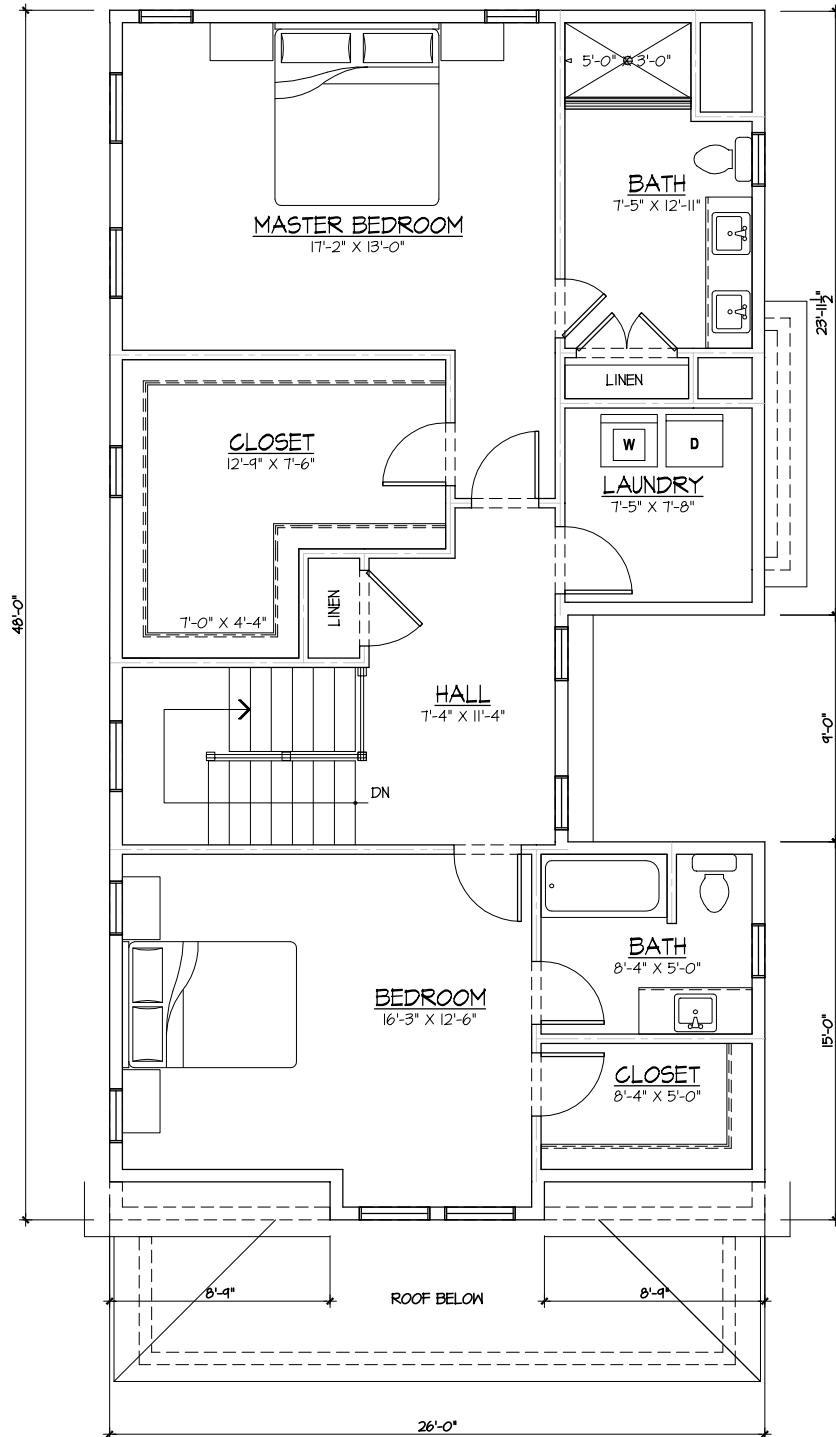 5'-0" 3'-0"
BATH
7'-5" X 12'-11"
MASTER BEDROOM
17'-2" X 13'-0"
23'-11½"
LINEN
CLOSET
12'-9" X 7'-6"
W
D
LAUNDRY
7'-5" X 7'-8"
48'-0"
LINEN
7'-0" X 4'-4"
HALL
7'-4" X 11'-4"
9'-0"
DN
BATH
8'-4" X 5'-0"
BEDROOM
16'-3" X 12'-6"
15'-0"
CLOSET
8'-4" X 5'-0"
8'-9"
ROOF BELOW
8'-9"
26'-0"